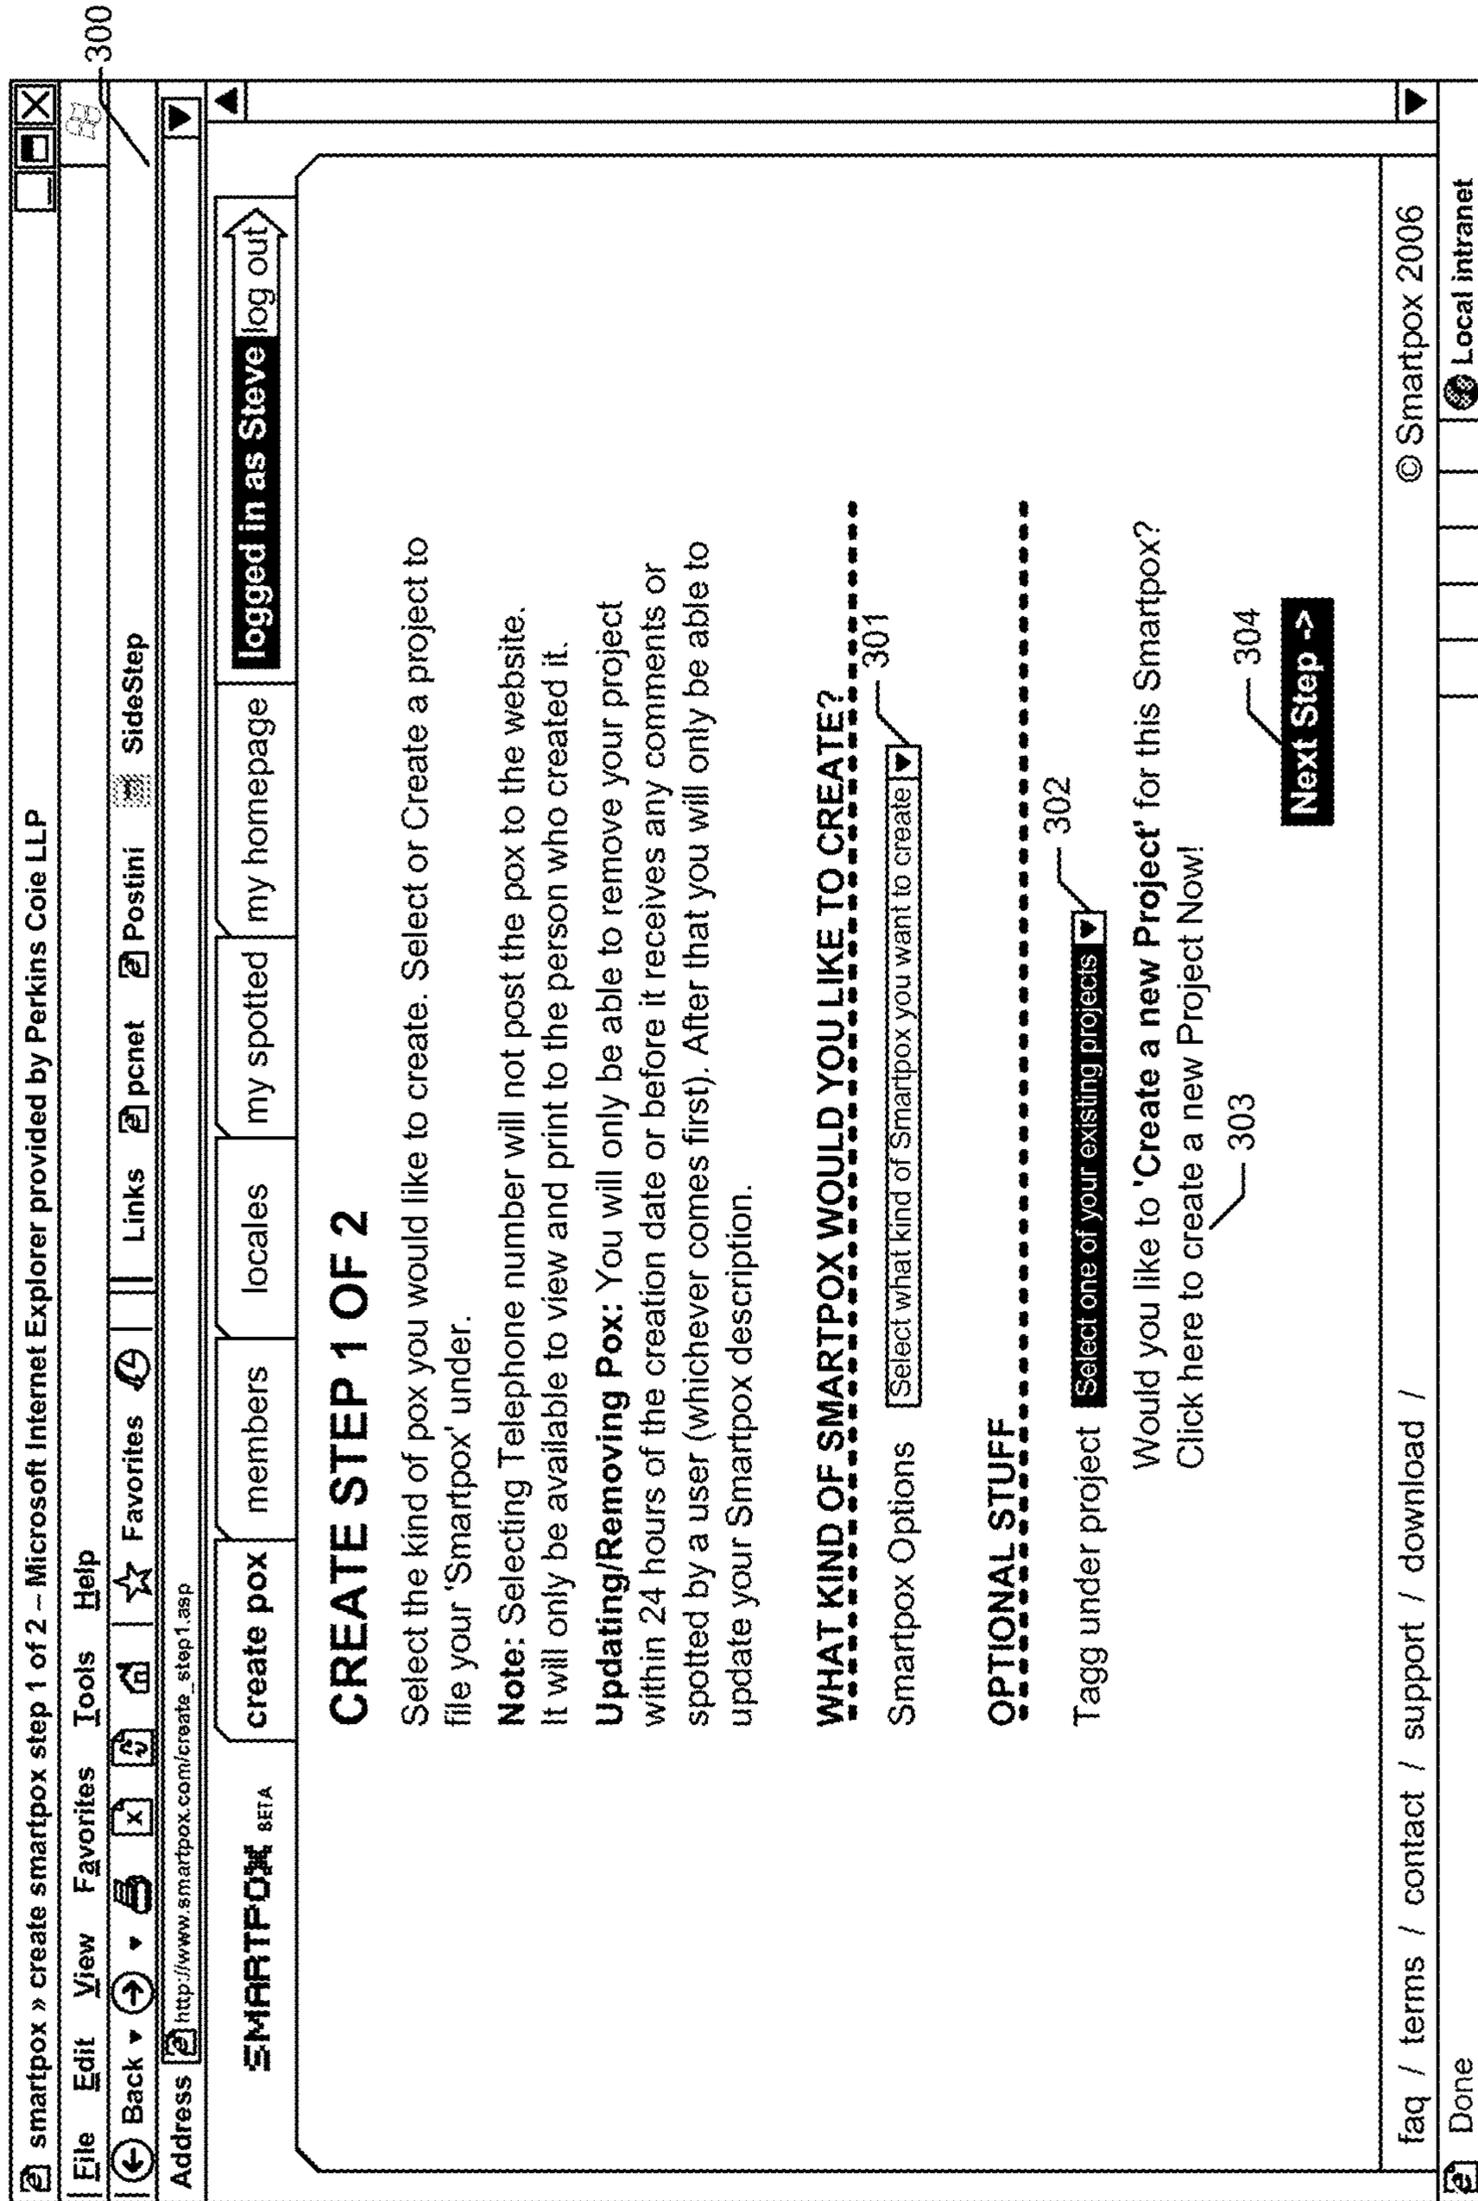 smartpox » create smartpox step 1 of 2 – Microsoft Internet Explorer provided by Perkins Coie LLP
File Edit View Favorites Tools Help
300
Back Favorites Links pcnet Postini SideStep
Address http://www.smartpox.com/create_step1.asp
SMARTPOX BETA create pox members locales my spotted my homepage logged in as Steve log out
CREATE STEP 1 OF 2
Select the kind of pox you would like to create. Select or Create a project to
file your 'Smartpox' under.
Note: Selecting Telephone number will not post the pox to the website.
It will only be available to view and print to the person who created it.
Updating/Removing Pox: You will only be able to remove your project
within 24 hours of the creation date or before it receives any comments or
spotted by a user (whichever comes first). After that you will only be able to
update your Smartpox description.
WHAT KIND OF SMARTPOX WOULD YOU LIKE TO CREATE?
301
Smartpox Options Select what kind of Smartpox you want to create
OPTIONAL STUFF
302
Tagg under project Select one of your existing projects
Would you like to 'Create a new Project' for this Smartpox?
Click here to create a new Project Now!
303
304
Next Step ->
faq / terms / contact / support / download / © Smartpox 2006
Done Local intranet